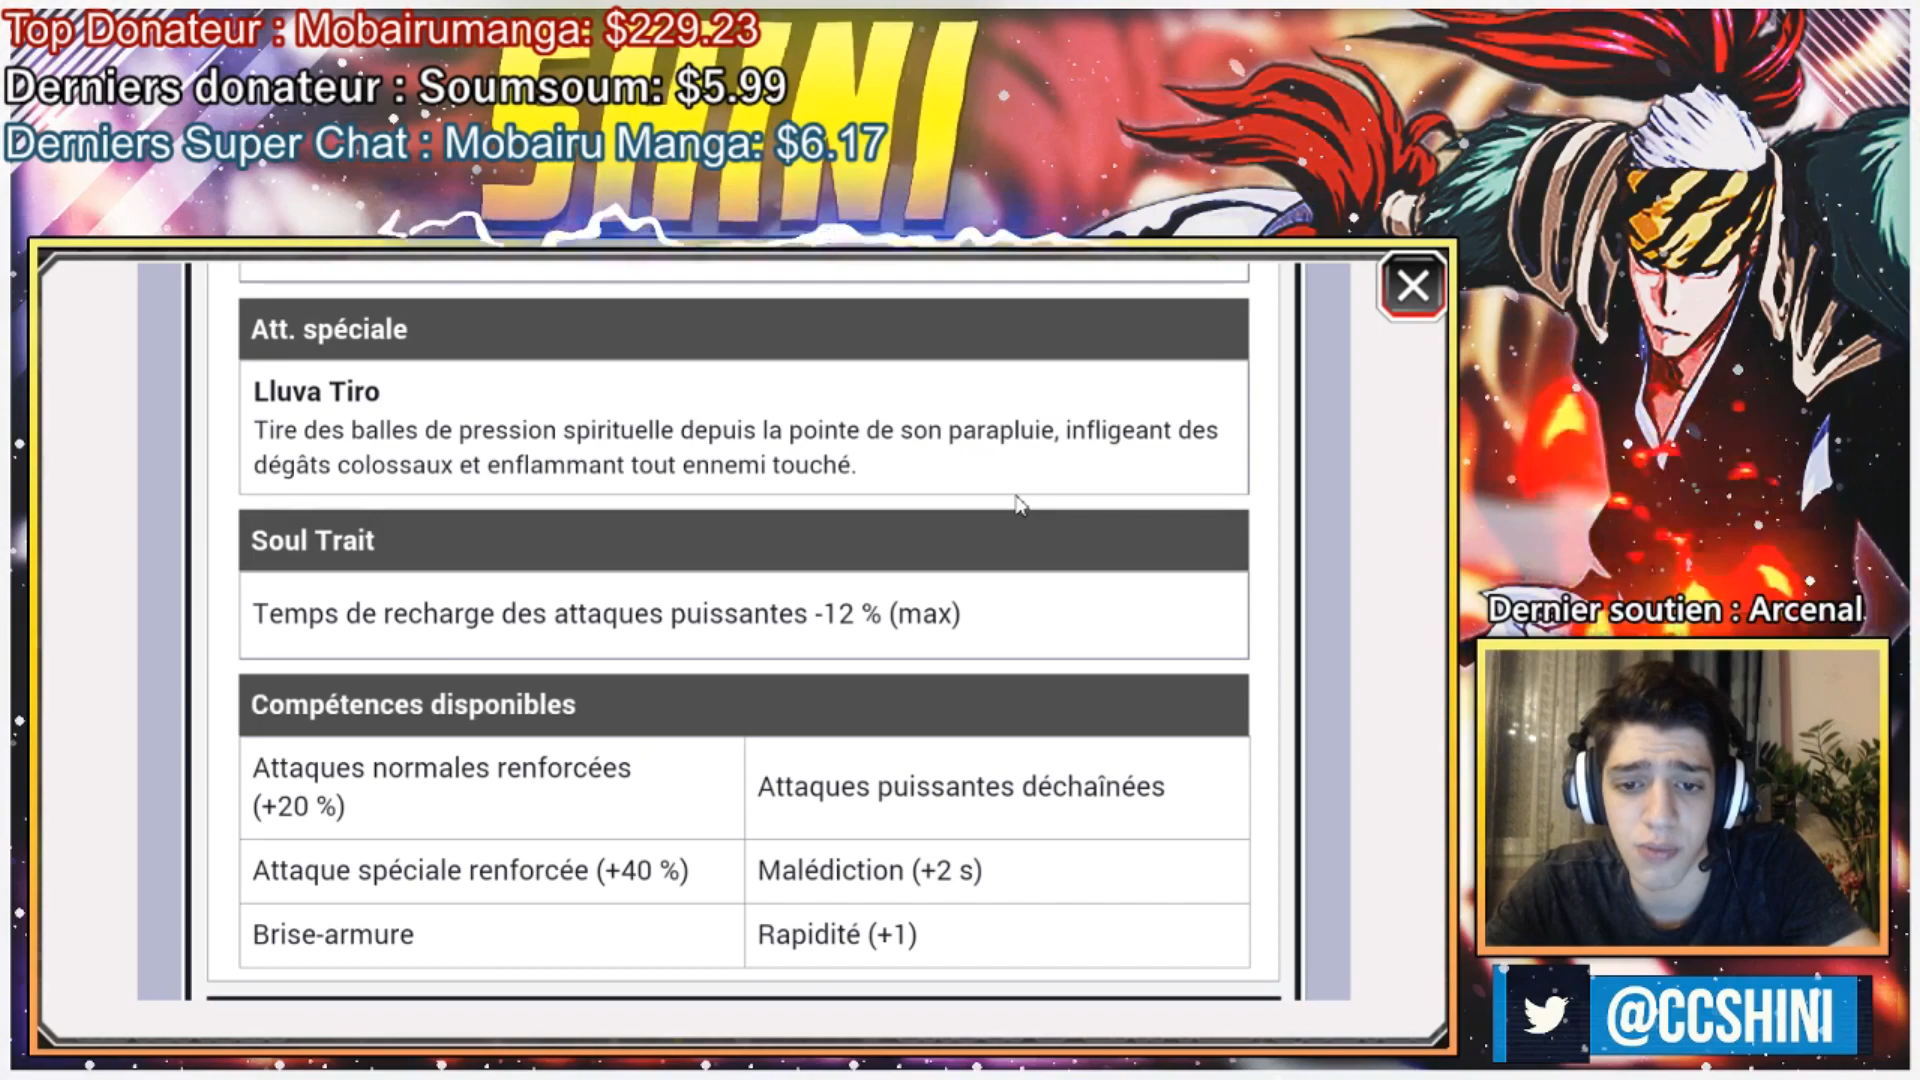 Top Donateur : Mobairumanga: $229.23
Derniers donateur : Soumsoum: $5.99
Derniers Super Chat : Mobairu Manga: $6.17
SHINI
Att. spéciale
Lluva Tiro
Tire des balles de pression spirituelle depuis la pointe de son parapluie, infligeant des
dégâts colossaux et enflammant tout ennemi touché.
Soul Trait
Temps de recharge des attaques puissantes -12 % (max)
Compétences disponibles
Attaques normales renforcées
(+20 %)
Attaques puissantes déchaînées
Attaque spéciale renforcée (+40 %)
Malédiction (+2 s)
Brise-armure
Rapidité (+1)
Dernier soutien : Arcenal
@CCSHINI